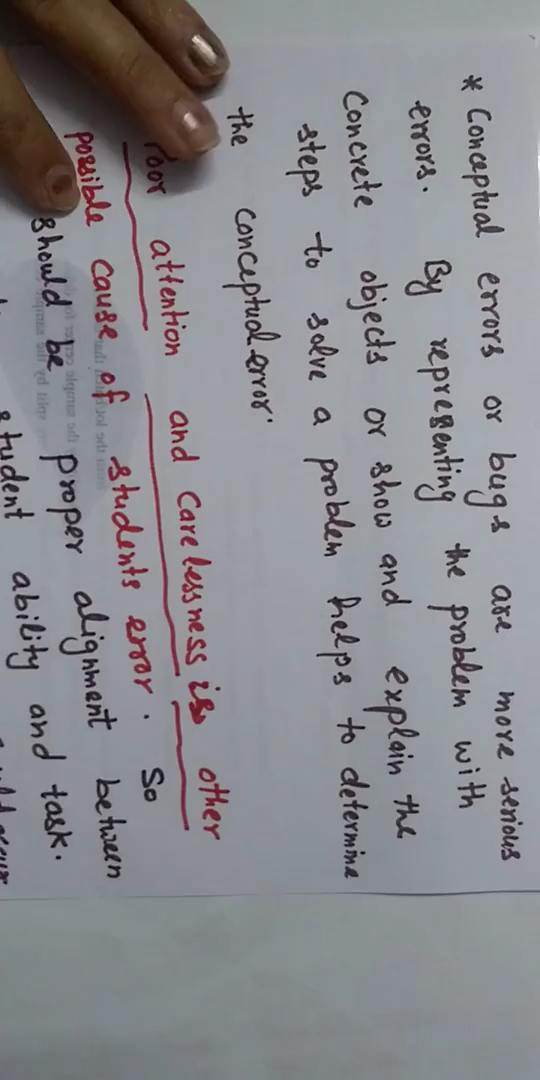 * Conceptual errors or bugs are more serious
errors. By representing the problem with
Concrete objects or show and explain the
steps to solve a problem helps to determine
the conceptual error.
Poor attention and carelessness is other
possible cause of students error. So
should be proper alignment between
student ability and task.